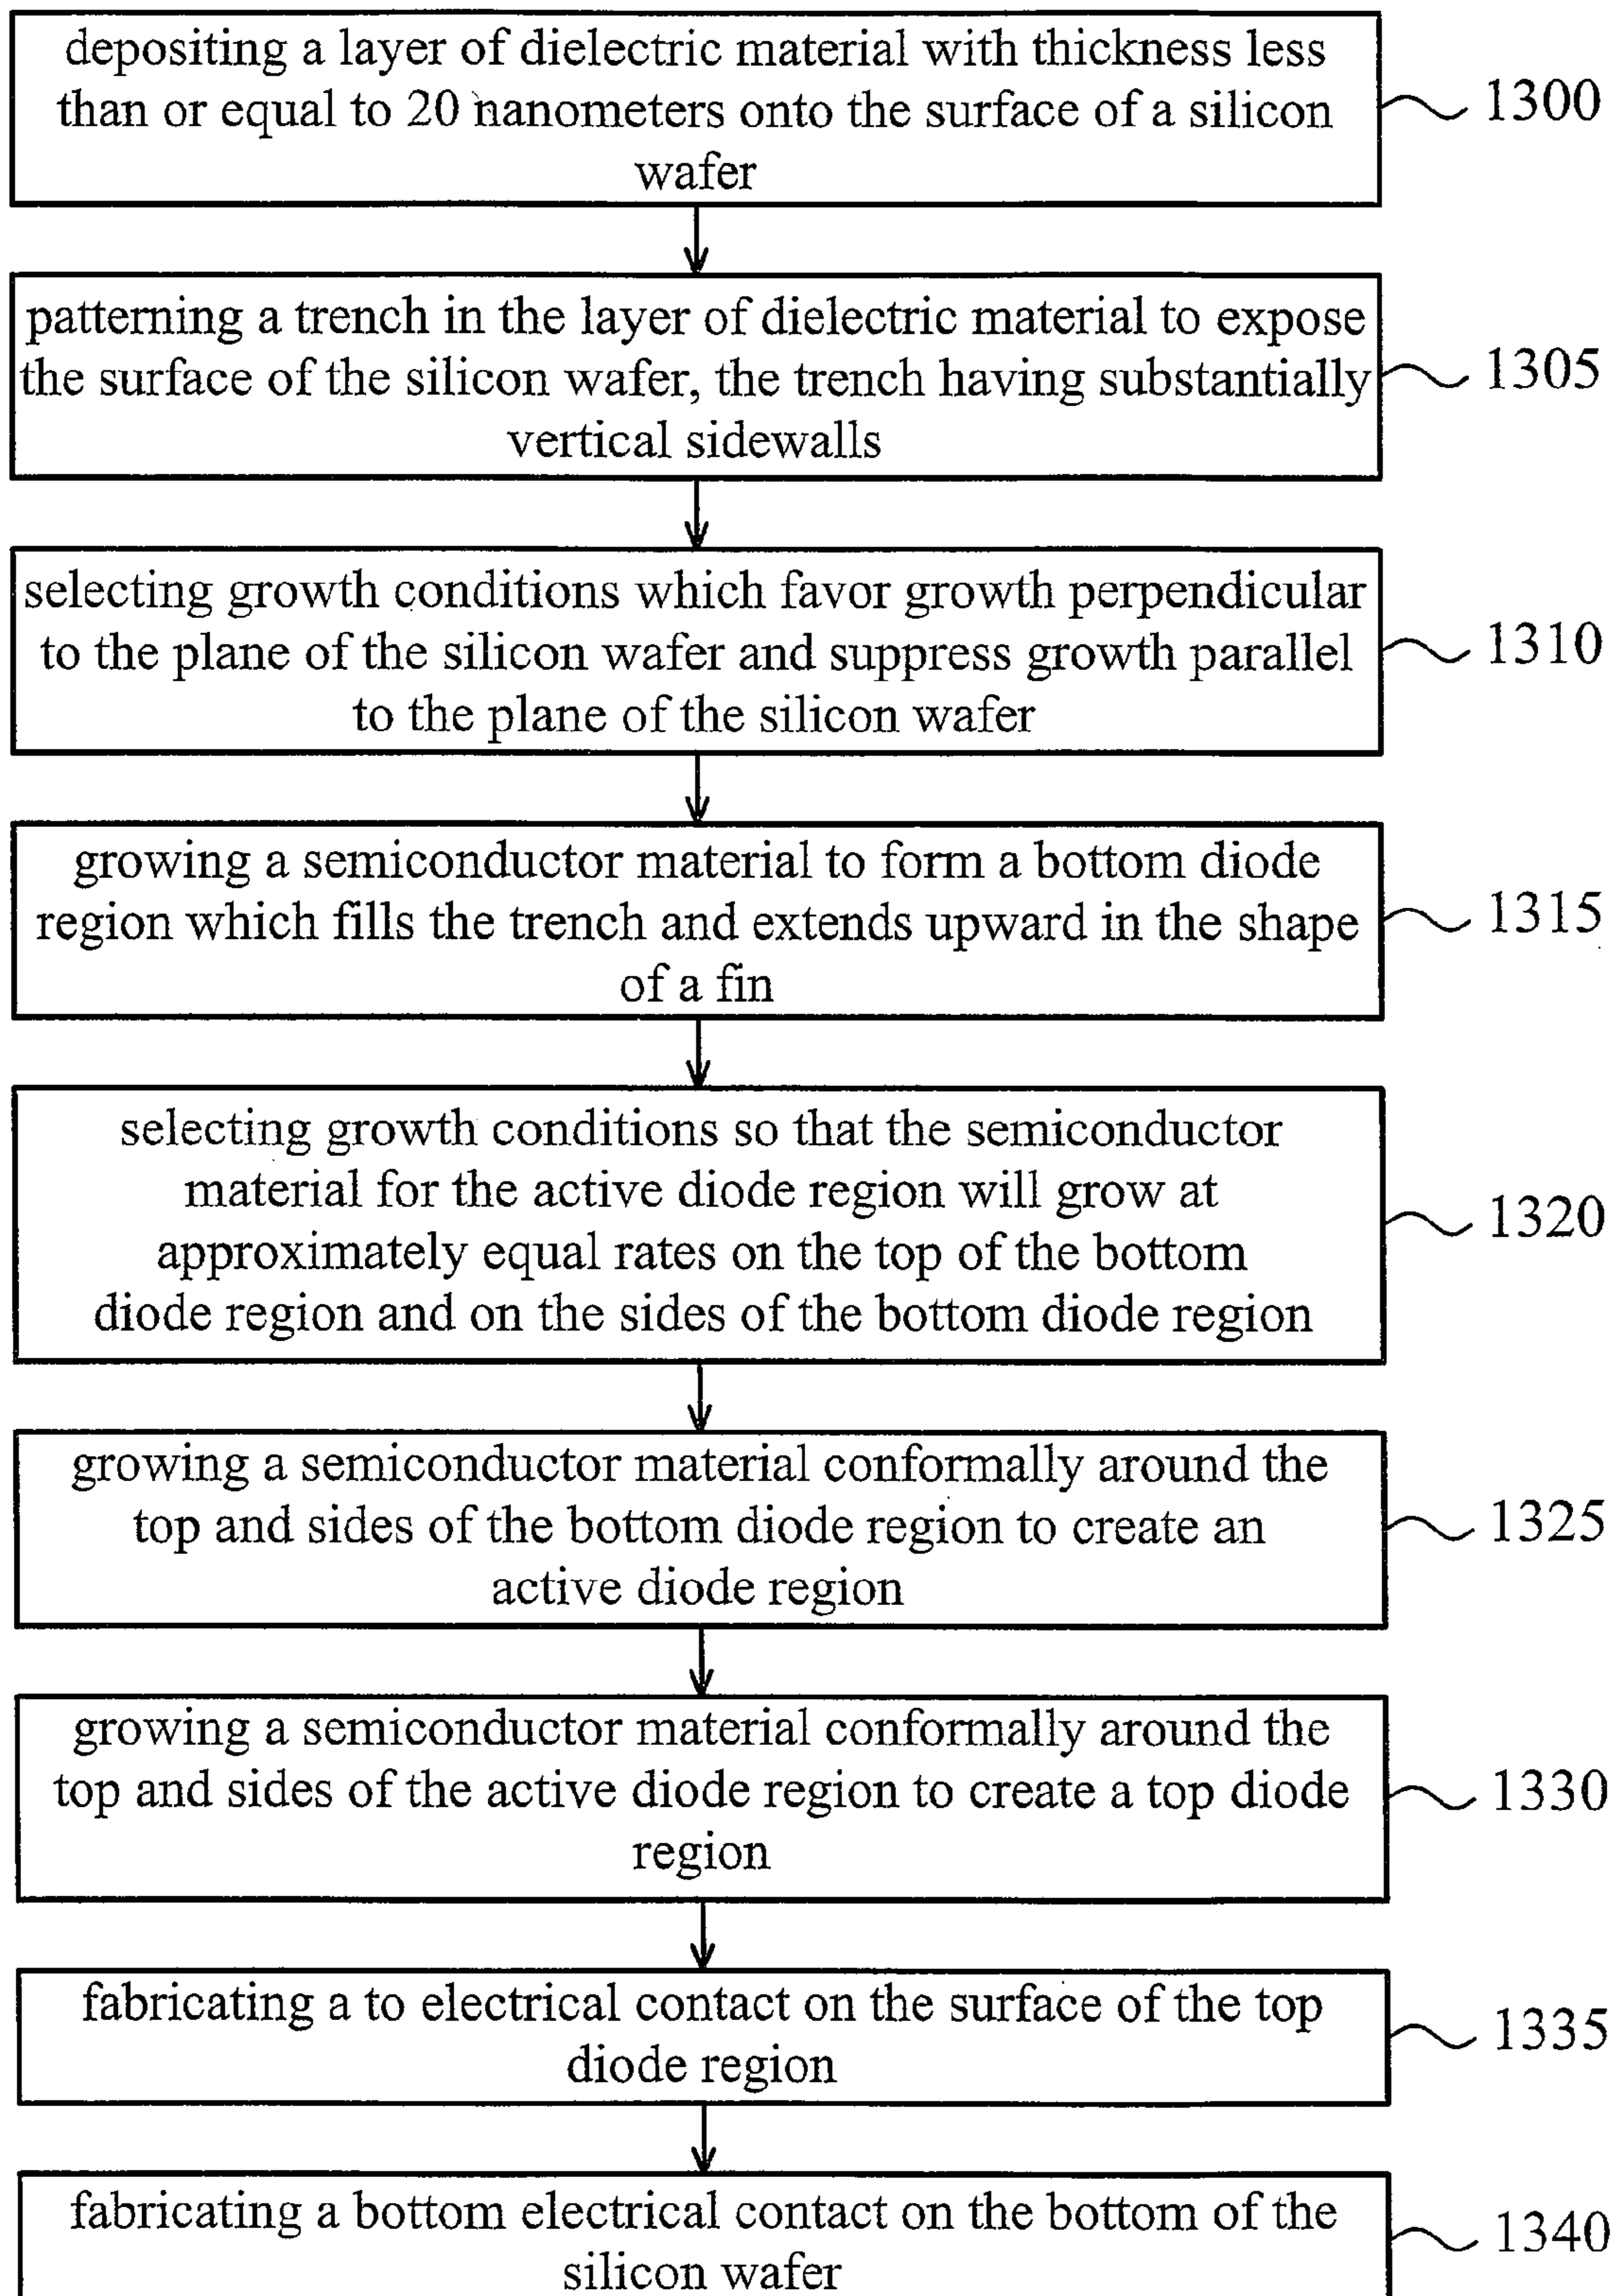 depositing a layer of dielectric material with thickness less
than or equal to 20 nanometers onto the surface of a silicon
wafer
1300
patterning a trench in the layer of dielectric material to expose
the surface of the silicon wafer, the trench having substantially
vertical sidewalls
1305
selecting growth conditions which favor growth perpendicular
to the plane of the silicon wafer and suppress growth parallel
to the plane of the silicon wafer
1310
growing a semiconductor material to form a bottom diode
region which fills the trench and extends upward in the shape
of a fin
1315
selecting growth conditions so that the semiconductor
material for the active diode region will grow at
approximately equal rates on the top of the bottom
diode region and on the sides of the bottom diode region
1320
growing a semiconductor material conformally around the
top and sides of the bottom diode region to create an
active diode region
1325
growing a semiconductor material conformally around the
top and sides of the active diode region to create a top diode
region
1330
fabricating a to electrical contact on the surface of the top
diode region
1335
fabricating a bottom electrical contact on the bottom of the
silicon wafer
1340